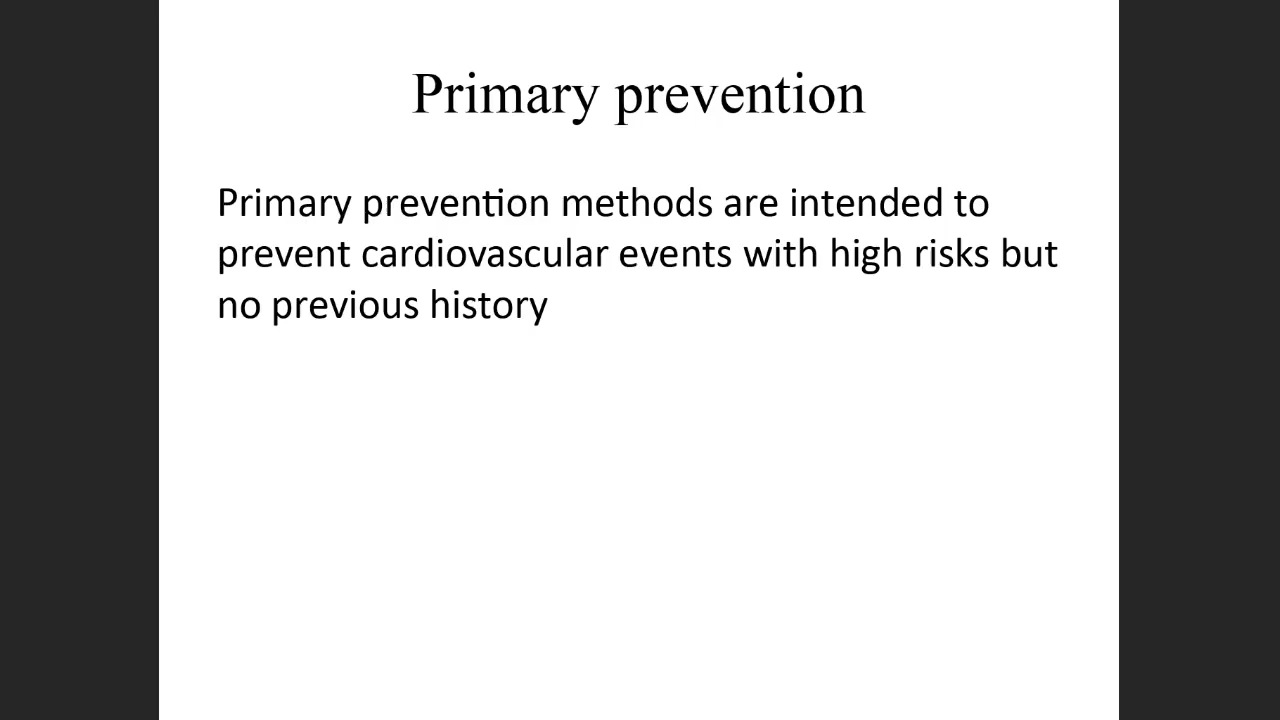 Primary prevention
Primary prevention methods are intended to
prevent cardiovascular events with high risks but
no previous history